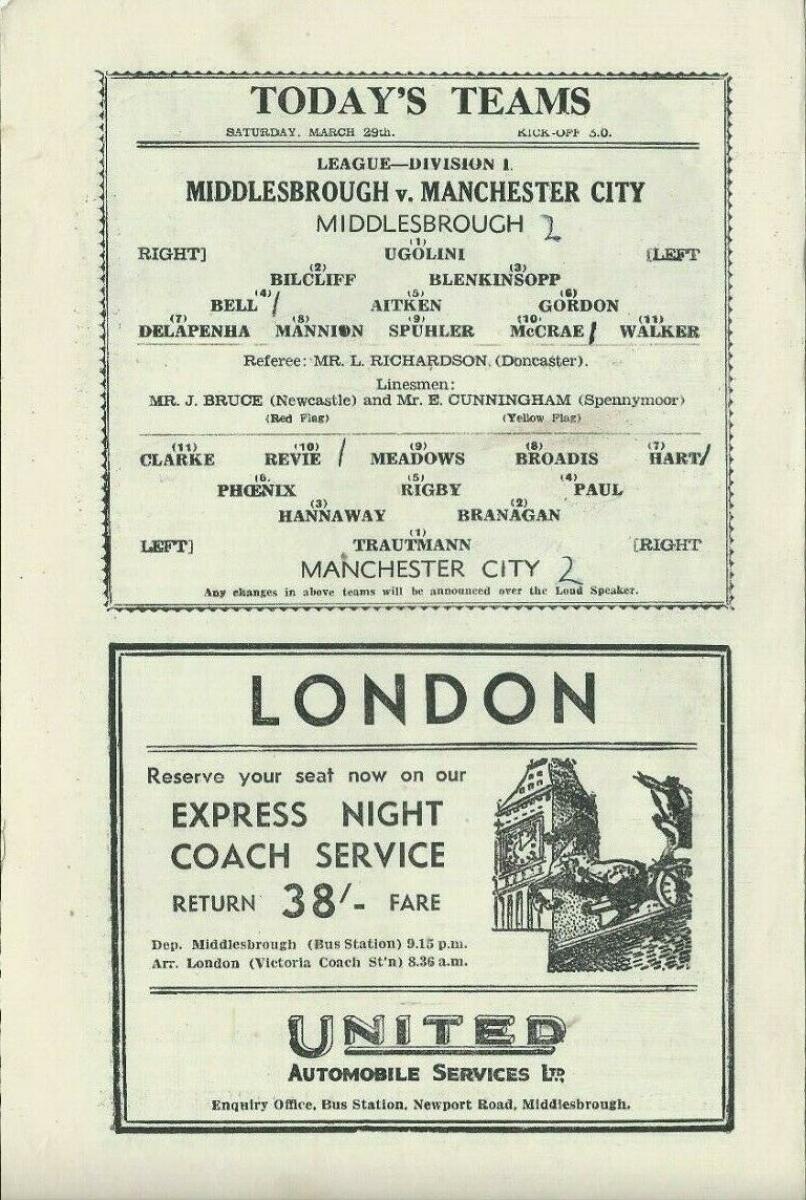 TODAY'S TEAMS
SATURDAY, MARCH 29th. KICK-OFF 3.0.
LEAGUE—DIVISION 1.
MIDDLESBROUGH v. MANCHESTER CITY
MIDDLESBROUGH 2
(1)
RIGHT] UGOLINI [LEFT
(2) (3)
BILCLIFF BLENKINSOPP
(4) (5) (6)
BELL / AITKEN GORDON
(7) (8) (9) (10) (11)
DELAPENHA MANNION SPUHLER McCRAE / WALKER
Referee: MR. L. RICHARDSON. (Doncaster).
Linesmen:
MR. J. BRUCE (Newcastle) and Mr. E. CUNNINGHAM (Spennymoor)
(Red Flag) (Yellow Flag)
(11) (10) (9) (8) (7)
CLARKE REVIE / MEADOWS BROADIS HART/
(6. (5) (4)
PHŒNIX RIGBY PAUL
(3) (2)
HANNAWAY BRANAGAN
(1)
LEFT] TRAUTMANN [RIGHT
MANCHESTER CITY 2
Any changes in above teams will be announced over the Loud Speaker.
LONDON
Reserve your seat now on our
EXPRESS NIGHT
COACH SERVICE
RETURN 38/- FARE
Dep. Middlesbrough (Bus Station) 9.15 p.m.
Arr. London (Victoria Coach St'n) 8.36 a.m.
UNITED
AUTOMOBILE SERVICES LTD.
Enquiry Office, Bus Station, Newport Road, Middlesbrough.